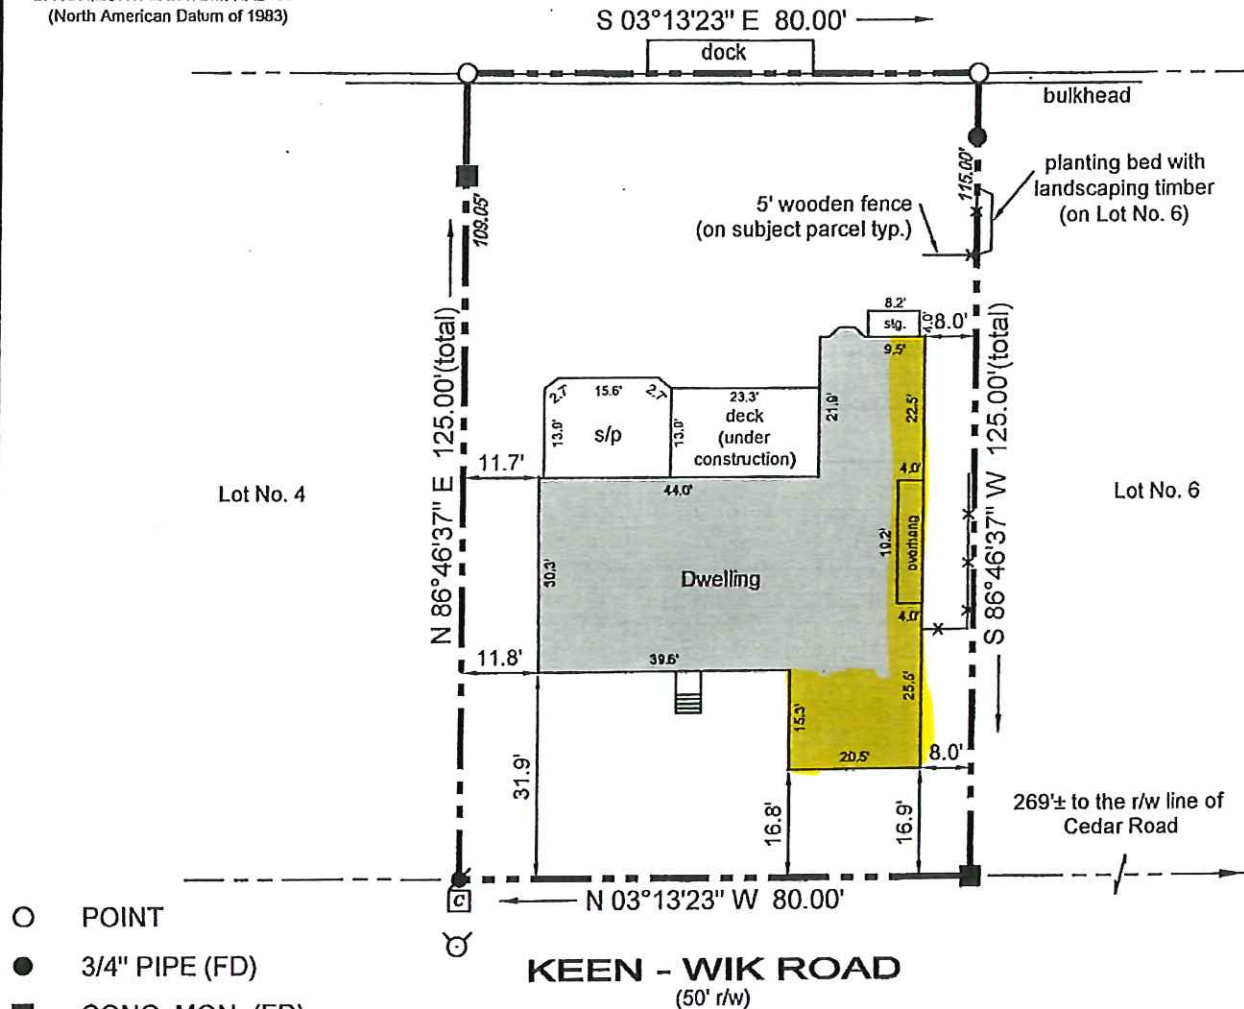 (North American Datum of 1983)
S 03°13'23" E 80.00'
dock
bulkhead
115.00'
planting bed with
landscaping timber
(on Lot No. 6)
5' wooden fence
(on subject parcel typ.)
109.05'
8.2'
stg.
4.0'
8.0'
9.5'
N 86°46'37" E 125.00'(total)
S 86°46'37" W 125.00'(total)
2.7'
15.6'
2.7'
23.3'
deck
(under
construction)
s/p
13.9'
13.9'
21.9'
22.5'
11.7'
44.0'
4.0'
Lot No. 4
Lot No. 6
19.2'
overhang
30.3'
Dwelling
4.0'
11.8'
39.6'
25.6'
15.3'
20.5'
8.0'
31.9'
16.8'
16.9'
269'± to the r/w line of
Cedar Road
N 03°13'23" W 80.00'
C
POINT
3/4" PIPE (FD)
KEEN - WIK ROAD
(50' r/w)